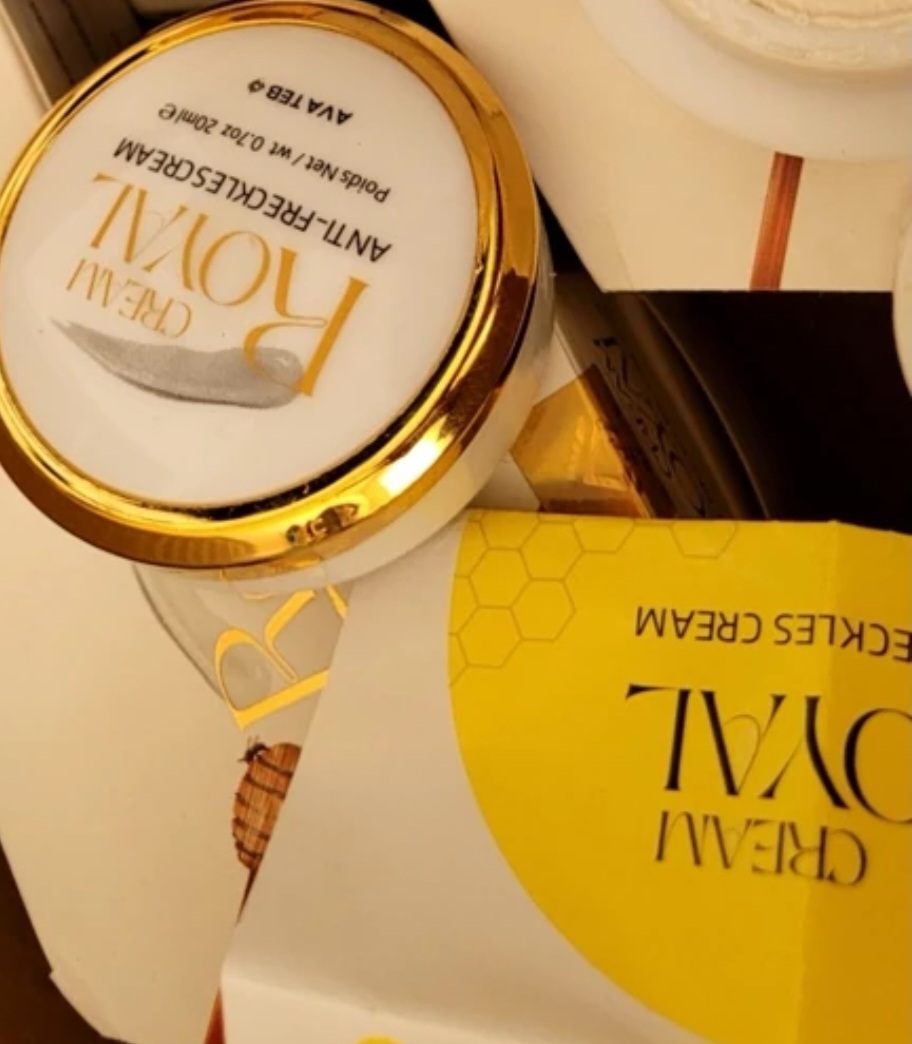 CREAM
ROYAL
ANTI-FRECKLES CREAM
Poids Net / wt 0.7oz 20ml e
AVA TEB
CREAM
OYAL
ECKLES CREAM
R